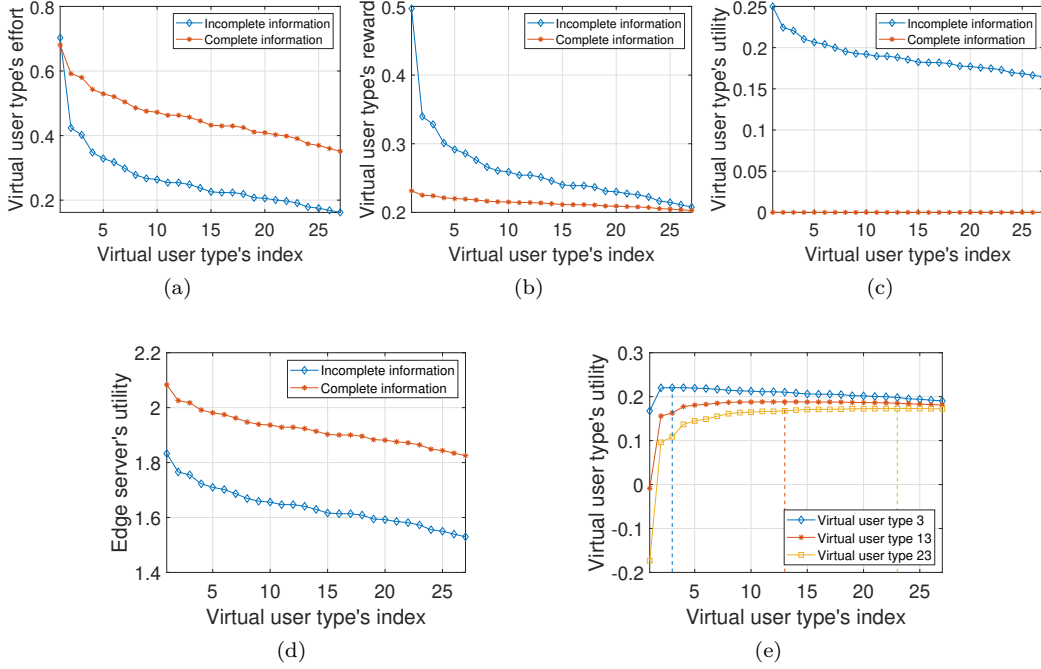 Virtual user type's effort
0.8
0.6
0.4
0.2
5 10 15 20 25
Virtual user type's index
Incomplete information
Complete information
(a)
Virtual user type's reward
0.5
0.4
0.3
0.2
5 10 15 20 25
Virtual user type's index
Incomplete information
Complete information
(b)
Virtual user type's utility
0.25
0.2
0.15
0.1
0.05
0
5 10 15 20 25
Virtual user type's index
Incomplete information
Complete information
(c)
Edge server's utility
2.2
2
1.8
1.6
1.4
5 10 15 20 25
Virtual user type's index
Incomplete information
Complete information
(d)
Virtual user type's utility
0.3
0.2
0.1
0
-0.1
-0.2
5 10 15 20 25
Virtual user type's index
Virtual user type 3
Virtual user type 13
Virtual user type 23
(e)